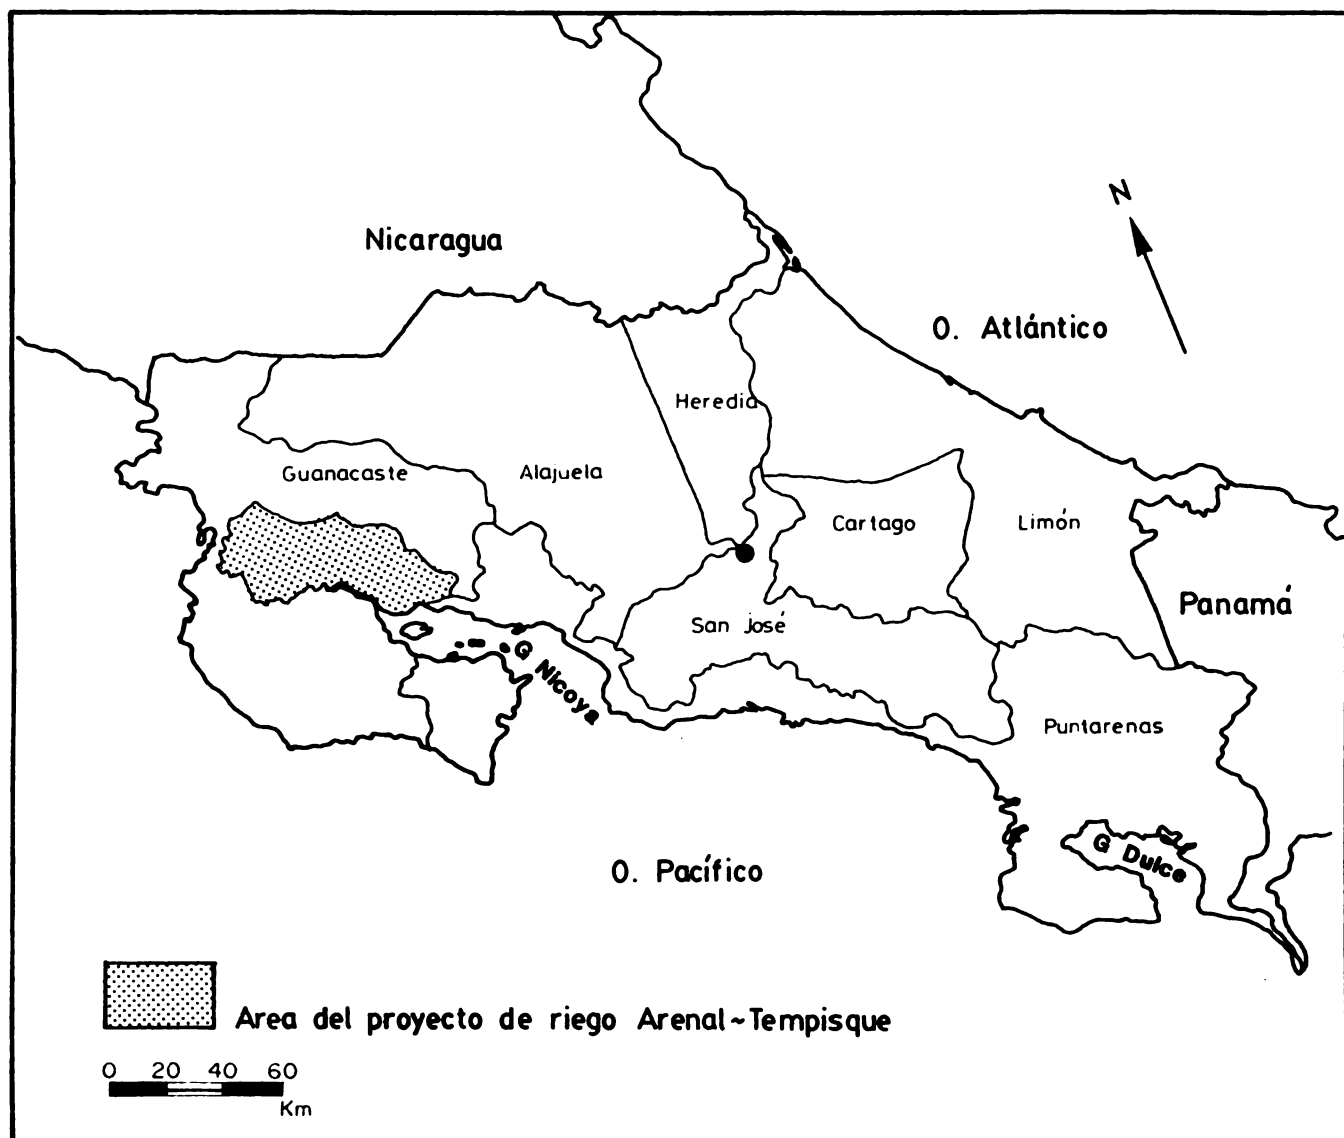 N
Nicaragua
O. Atlántico
Heredia
Guanacaste
Alajuela
Cartago
Limón
Panamá
San José
G Nicoya
Puntarenas
G Dulce
O. Pacífico
Area del proyecto de riego Arenal~Tempisque
0 20 40 60
Km